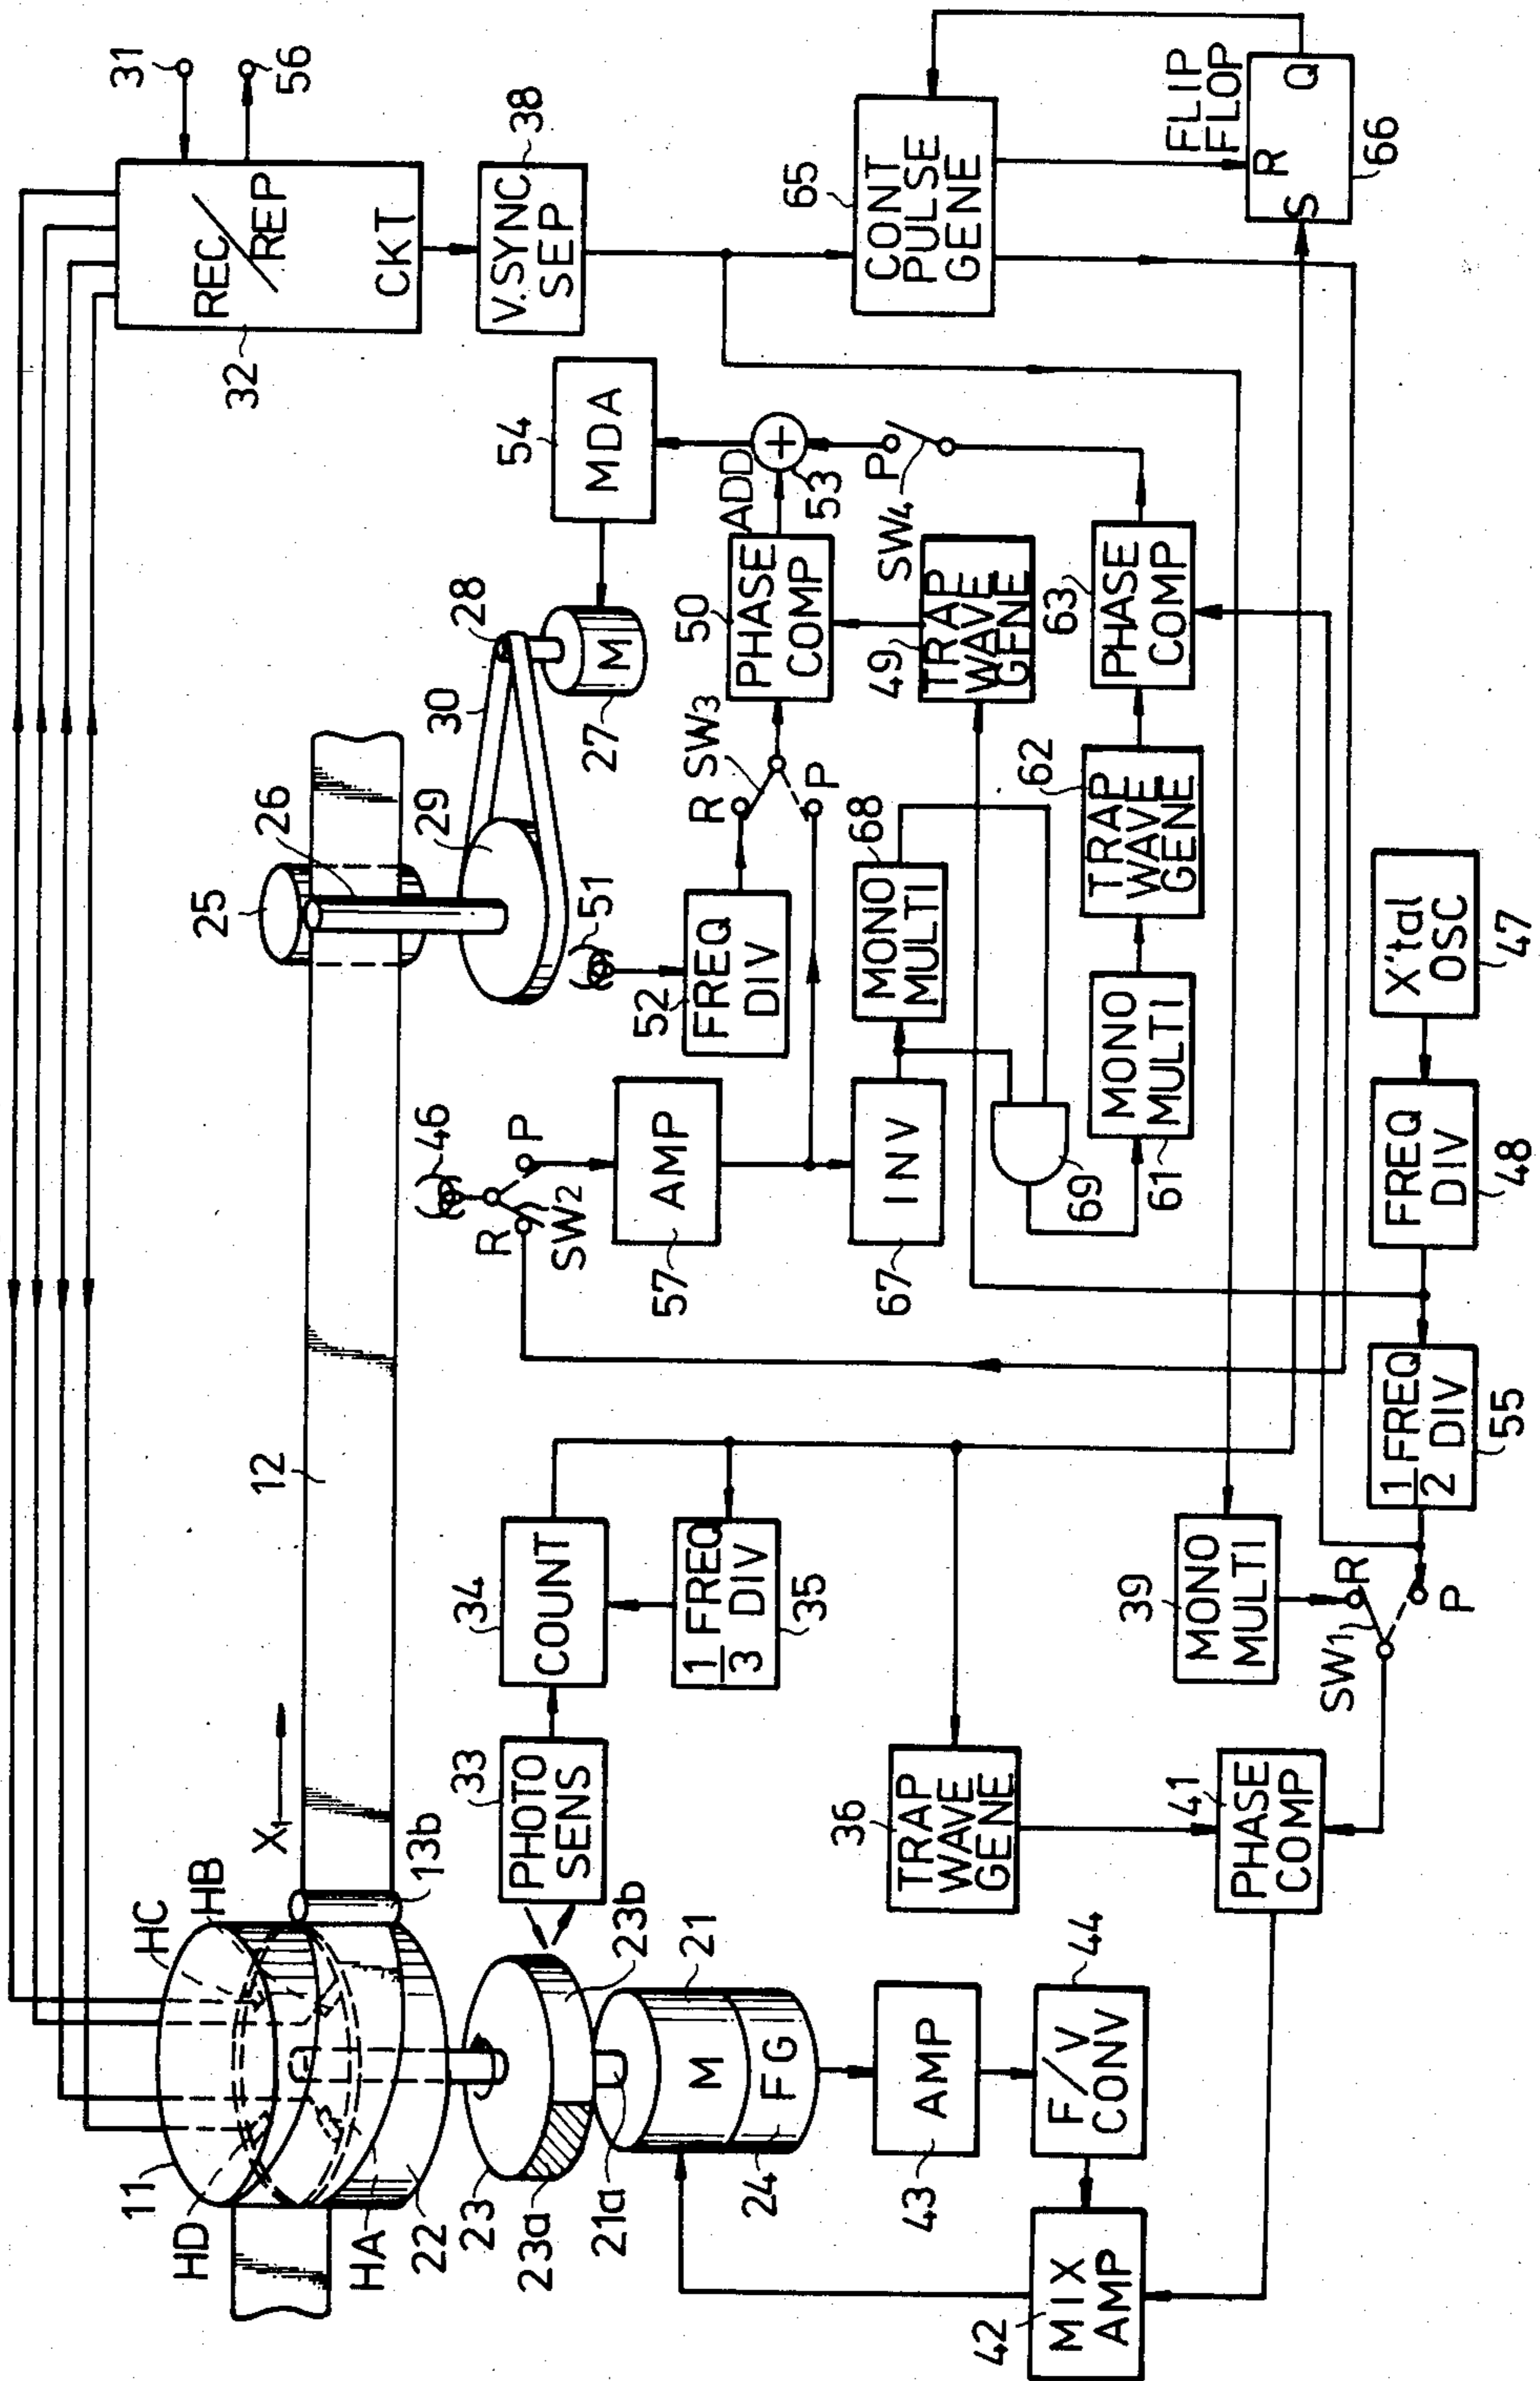 11
HD
HA
22
23
23a
21a
HC
HB
X1
13b
12
25
26
29
30
28
27
M
31
56
REC/REP
CKT
32
V.SYNC
SEP
38
54
MDA
ADD
53
P
SW4
33
PHOTO
SENS
23b
21
M
FG
24
34
COUNT
1/3 FREQ
DIV
35
46
R
P
SW2
AMP
57
51
52
FREQ
DIV
R
SW3
P
50
PHASE
COMP
49
TRAP
WAVE
GENE
INV
67
68
MONO
MULTI
69
MONO
MULTI
61
62
TRAP
WAVE
GENE
63
PHASE
COMP
65
CONT
PULSE
GENE
FLIP
FLOP
R
S
Q
66
AMP
43
F/V
CONV
44
42
MIX
AMP
36
TRAP
WAVE
GENE
41
PHASE
COMP
39
MONO
MULTI
SW1
R
P
1/2 FREQ
DIV
55
FREQ
DIV
48
X'tal
OSC
47